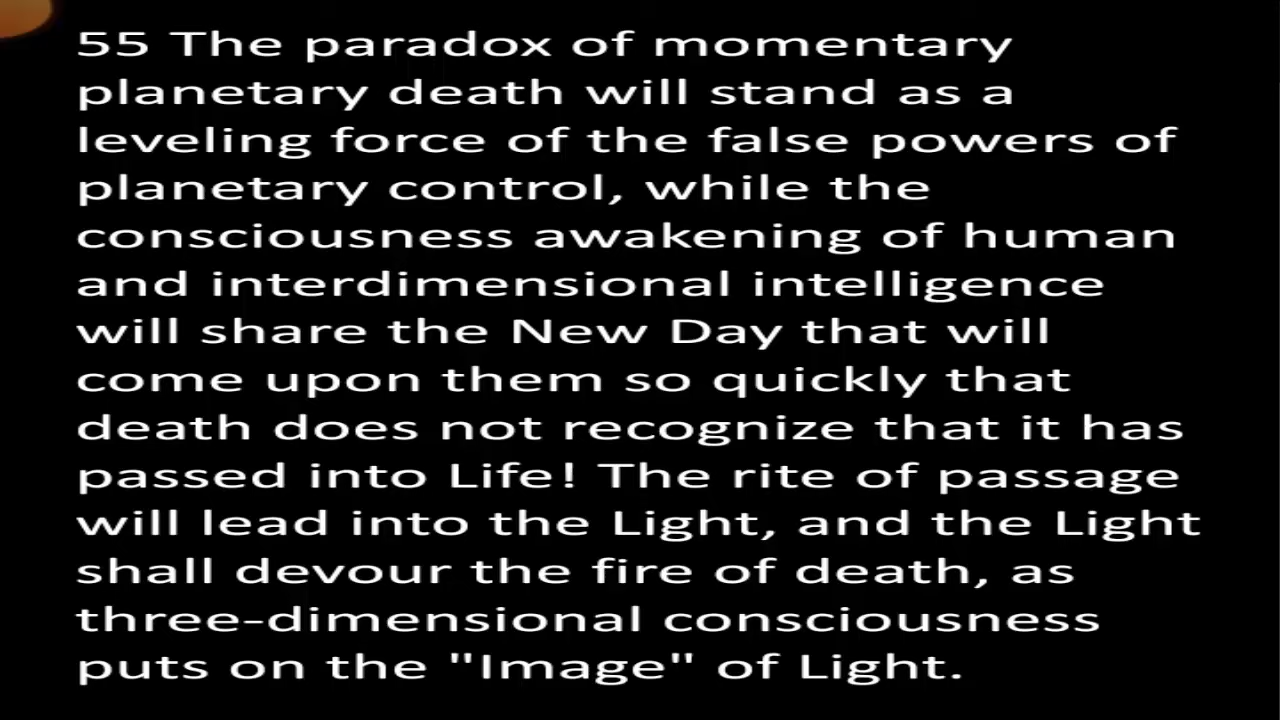 55 The paradox of momentary
planetary death will stand as a
leveling force of the false powers of
planetary control, while the
consciousness awakening of human
and interdimensional intelligence
will share the New Day that will
come upon them so quickly that
death does not recognize that it has
passed into Life! The rite of passage
will lead into the Light, and the Light
shall devour the fire of death, as
three-dimensional consciousness
puts on the "Image" of Light.